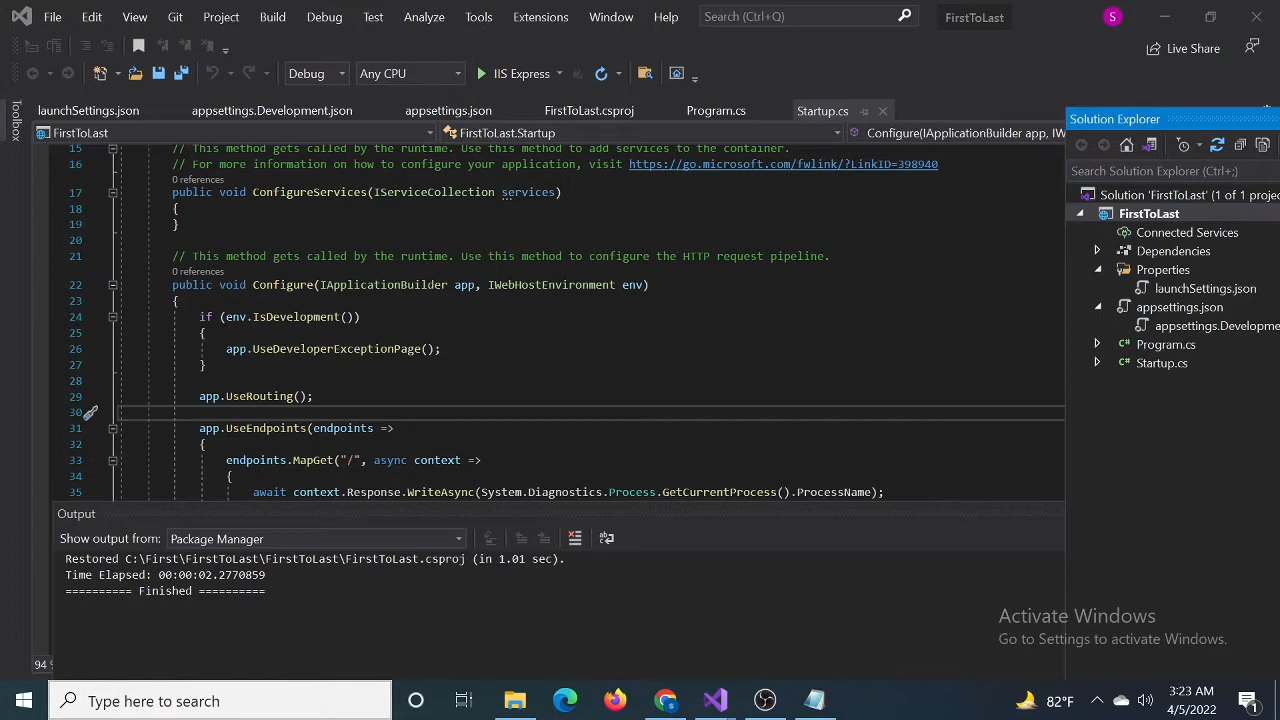 File Edit View Git Project Build Debug Test Analyze Tools Extensions Window Help Search (Ctrl+Q) FirstToLast S
Live Share
Debug Any CPU IIS Express
Toolbox
launchSettings.json appsettings.Development.json appsettings.json FirstToLast.csproj Program.cs Startup.cs
FirstToLast FirstToLast.Startup Configure(IApplicationBuilder app, IW
15 // This method gets called by the runtime. Use this method to add services to the container.
16 // For more information on how to configure your application, visit https://go.microsoft.com/fwlink/?LinkID=398940
0 references
17 public void ConfigureServices(IServiceCollection services)
18 {
19 }
20
21 // This method gets called by the runtime. Use this method to configure the HTTP request pipeline.
0 references
22 public void Configure(IApplicationBuilder app, IWebHostEnvironment env)
23 {
24 if (env.IsDevelopment())
25 {
26 app.UseDeveloperExceptionPage();
27 }
28
29 app.UseRouting();
30
31 app.UseEndpoints(endpoints =>
32 {
33 endpoints.MapGet("/", async context =>
34 {
35 await context.Response.WriteAsync(System.Diagnostics.Process.GetCurrentProcess().ProcessName);
Solution Explorer
Search Solution Explorer (Ctrl+;)
Solution 'FirstToLast' (1 of 1 projec
FirstToLast
Connected Services
Dependencies
Properties
launchSettings.json
appsettings.json
appsettings.Developme
Program.cs
Startup.cs
Output
Show output from: Package Manager
Restored C:\First\FirstToLast\FirstToLast\FirstToLast.csproj (in 1.01 sec).
Time Elapsed: 00:00:02.2770859
========== Finished ==========
94 %
Activate Windows
Go to Settings to activate Windows.
Type here to search
82°F
3:23 AM
4/5/2022
1